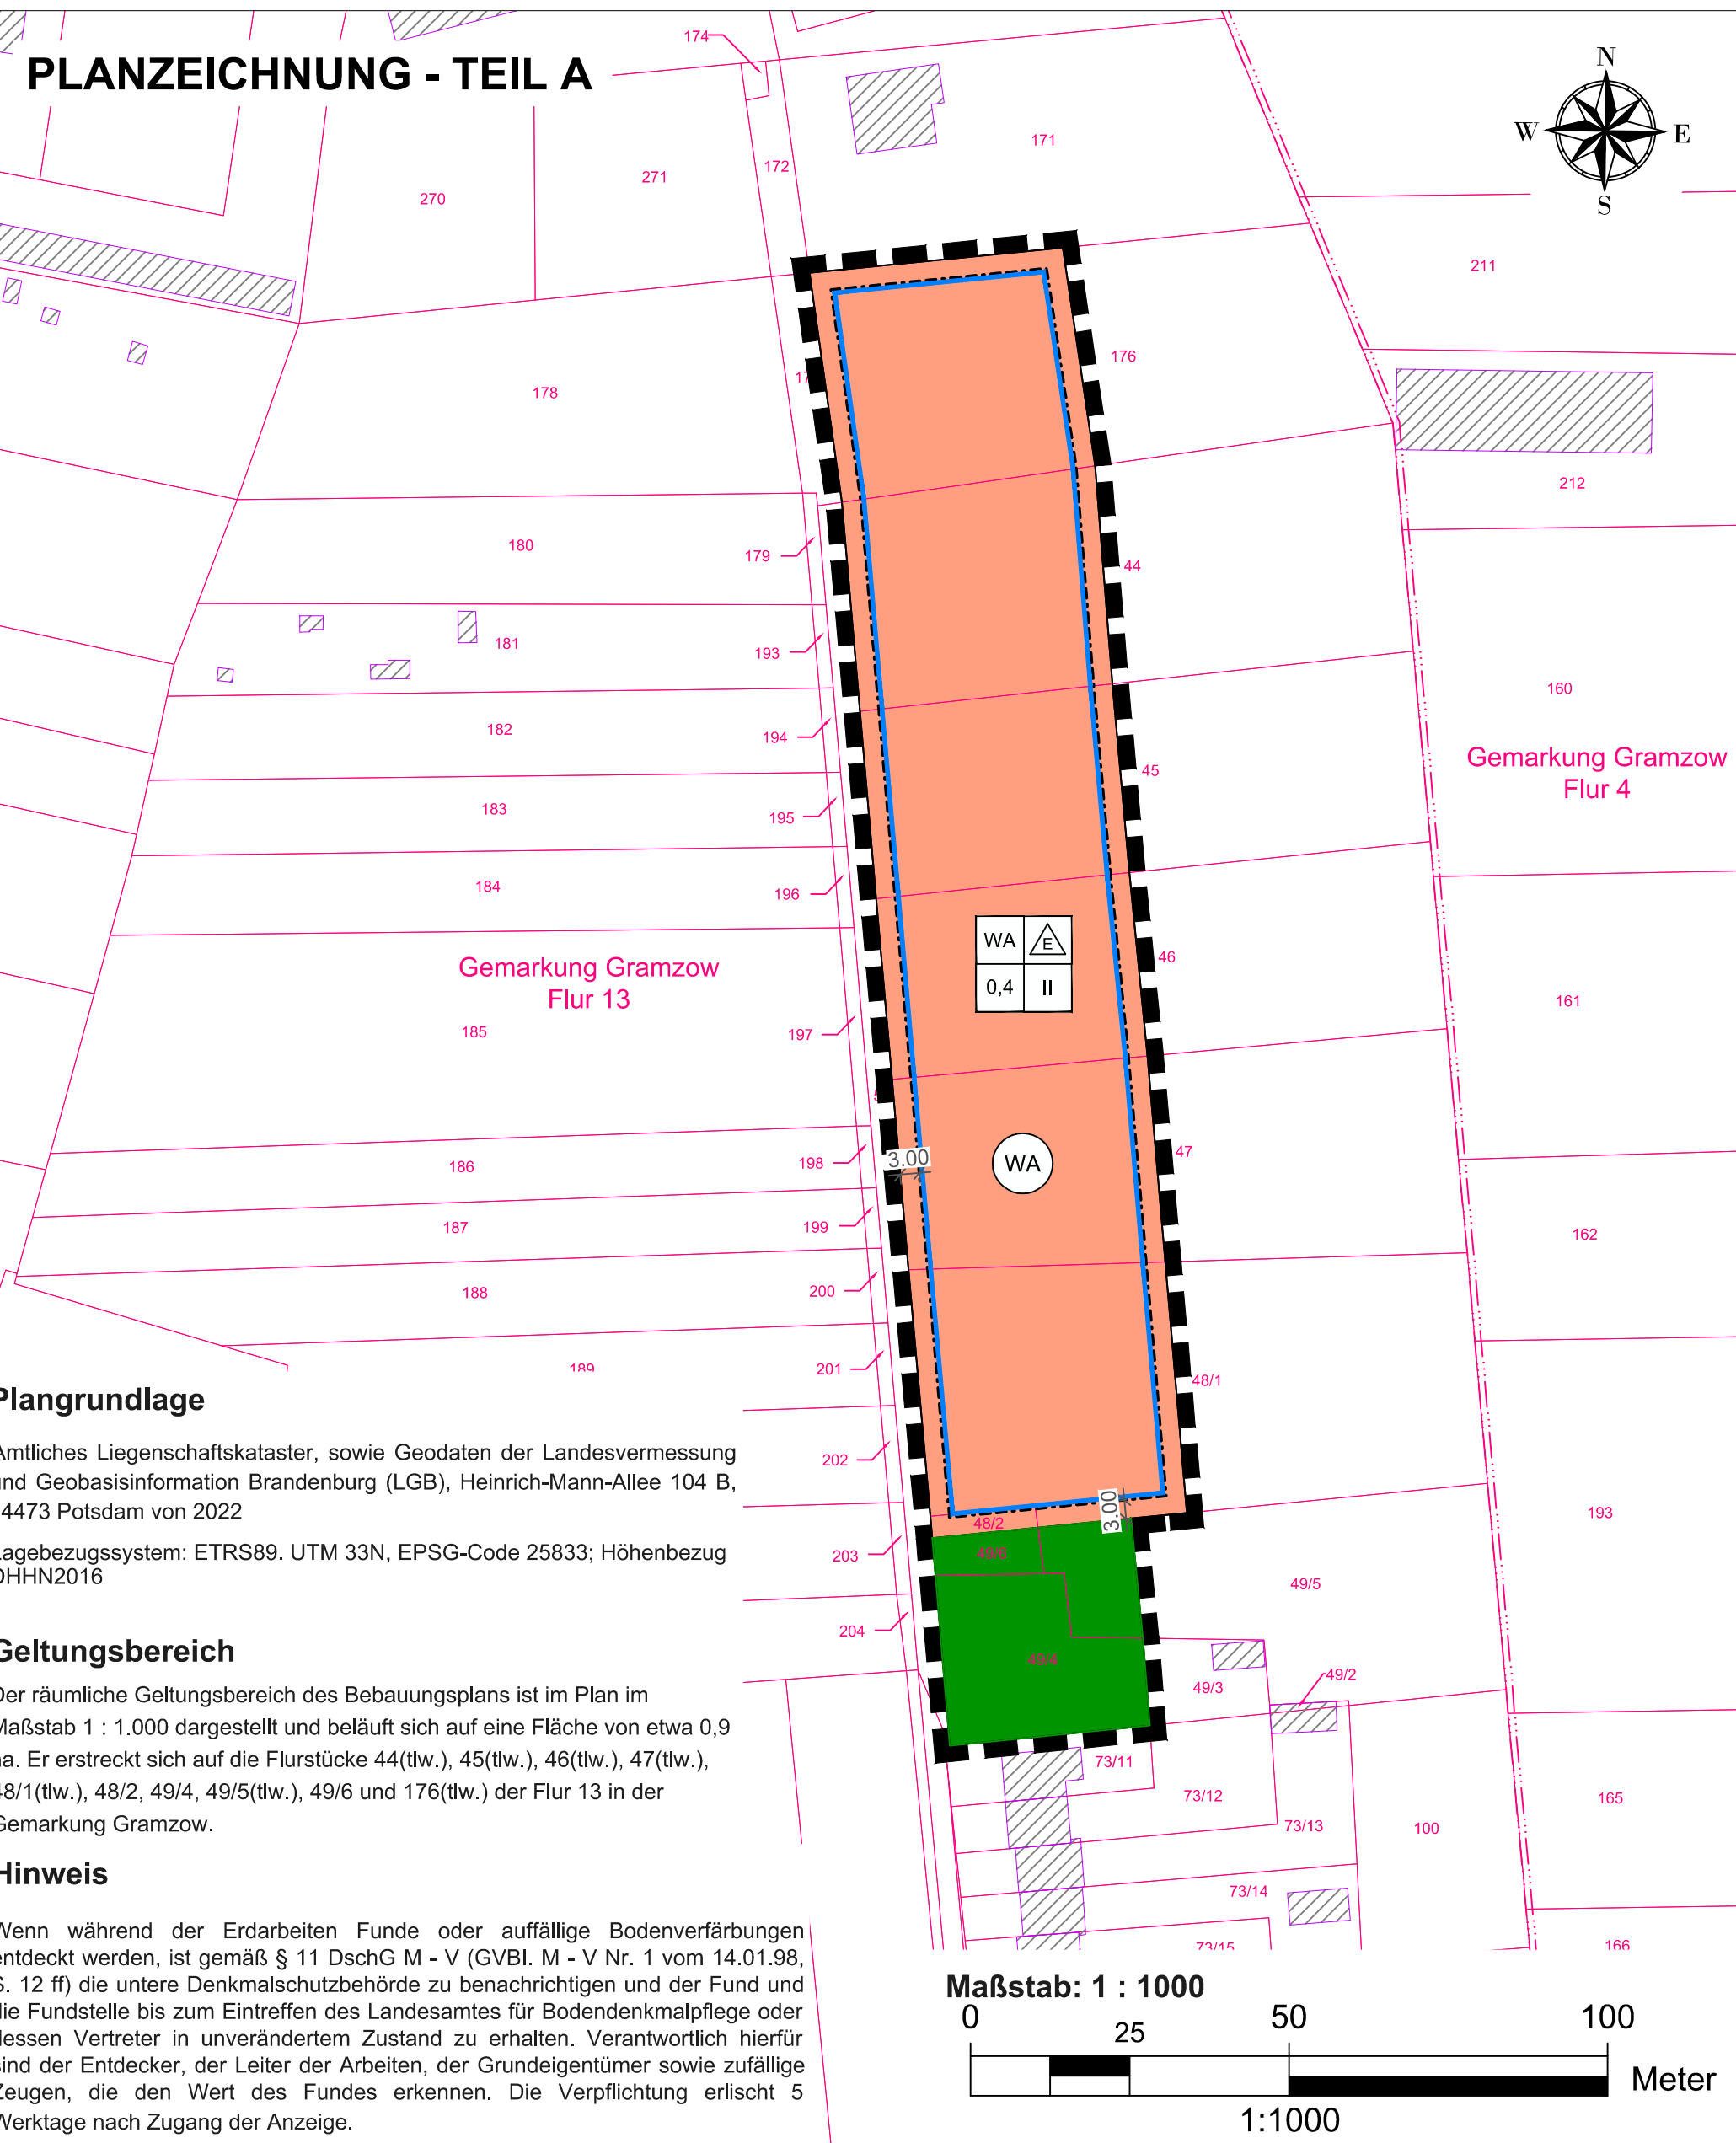 PLANZEICHNUNG - TEIL A
N
W
E
S
174
172
171
271
270
211
176
178
212
180
179
44
181
193
160
182
194
Gemarkung Gramzow
Flur 4
45
183
195
184
196
WA
E
0,4
II
46
Gemarkung Gramzow
Flur 13
161
185
197
186
198
3.00
WA
47
187
199
162
188
200
189
201
48/1
Plangrundlage
Amtliches Liegenschaftskataster, sowie Geodaten der Landesvermessung
und Geobasisinformation Brandenburg (LGB), Heinrich-Mann-Allee 104 B,
4473 Potsdam von 2022
Lagebezugssystem: ETRS89. UTM 33N, EPSG-Code 25833; Höhenbezug
DHHN2016
202
3.00
48/2
193
203
49/6
49/5
204
49/4
49/3
49/2
Geltungsbereich
Der räumliche Geltungsbereich des Bebauungsplans ist im Plan im
Maßstab 1 : 1.000 dargestellt und beläuft sich auf eine Fläche von etwa 0,9
ha. Er erstreckt sich auf die Flurstücke 44(tlw.), 45(tlw.), 46(tlw.), 47(tlw.),
48/1(tlw.), 48/2, 49/4, 49/5(tlw.), 49/6 und 176(tlw.) der Flur 13 in der
Gemarkung Gramzow.
73/11
73/12
165
73/13
100
73/14
73/15
166
Hinweis
Wenn während der Erdarbeiten Funde oder auffällige Bodenverfärbungen
entdeckt werden, ist gemäß § 11 DschG M - V (GVBl. M - V Nr. 1 vom 14.01.98,
S. 12 ff) die untere Denkmalschutzbehörde zu benachrichtigen und der Fund und
die Fundstelle bis zum Eintreffen des Landesamtes für Bodendenkmalpflege oder
dessen Vertreter in unverändertem Zustand zu erhalten. Verantwortlich hierfür
sind der Entdecker, der Leiter der Arbeiten, der Grundeigentümer sowie zufällige
Zeugen, die den Wert des Fundes erkennen. Die Verpflichtung erlischt 5
Werktage nach Zugang der Anzeige.
Maßstab: 1 : 1000
0
25
50
100
Meter
1:1000